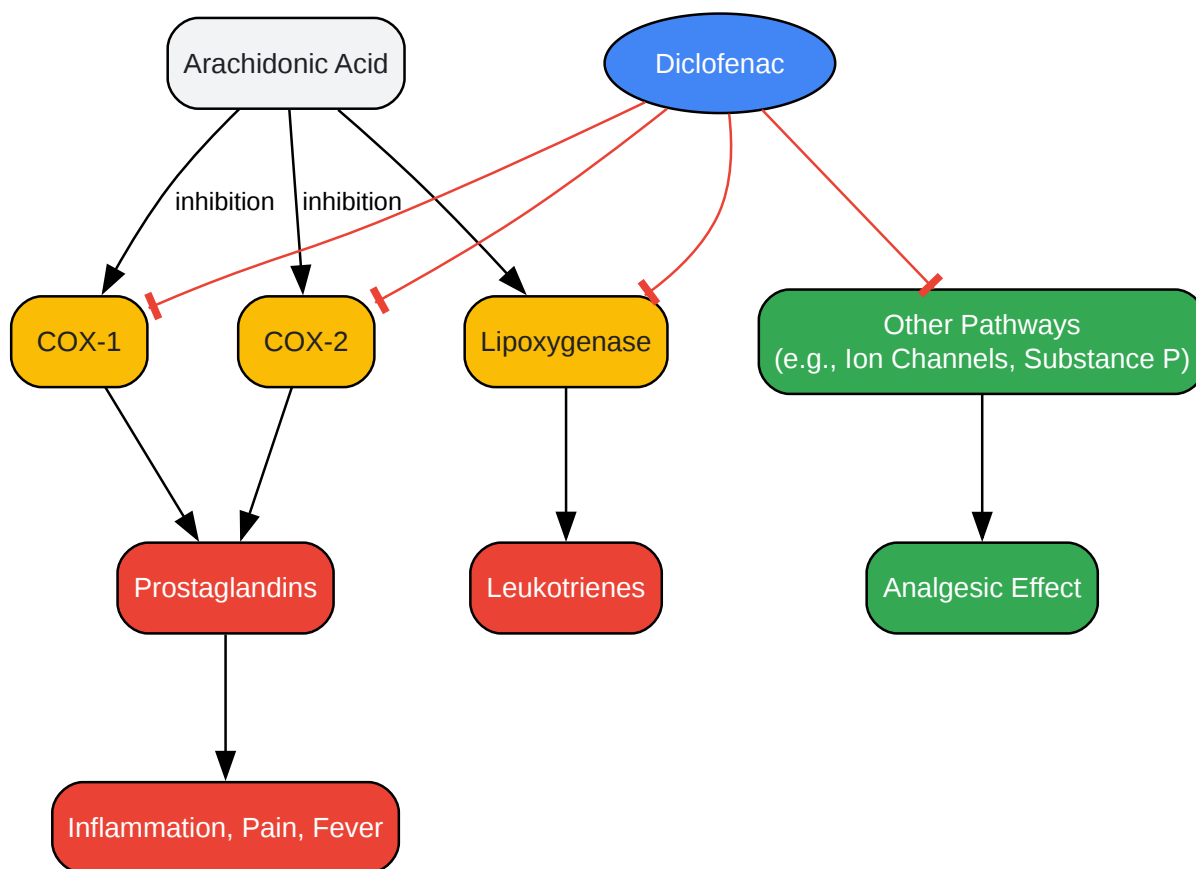 Arachidonic Acid
Diclofenac
inhibition
inhibition
COX-1
COX-2
Lipoxygenase
Other Pathways
(e.g., Ion Channels, Substance P)
Prostaglandins
Leukotrienes
Analgesic Effect
Inflammation, Pain, Fever